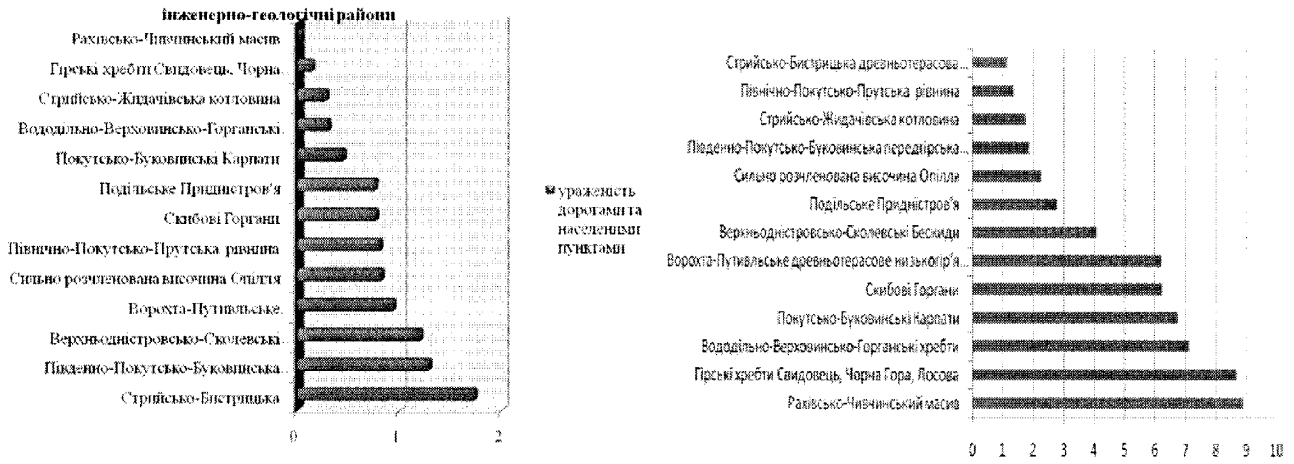 інженерно-геологічні райони
Рахівсько-Чивчинський масив
Гірські хребти Свидовець, Чорна
Стрийсько-Жидачівська котловина
Вододільно-Верховинсько-Горганські
Покутсько-Буковинські Карпати
Подільське Придністров'я
Скибові Горгани
Північно-Покутсько-Прутська рівнина
Сильно розчленована височина Опілля
Ворохта-Путивльське
Верхньодністровсько-Сколевські
Південно-Покутсько-Буковинська
Стрийсько-Бистрицька
0 1 2
ураженість
дорогами та
населеними
пунктами
Стрийсько-Бистрицька древньотерасова...
Північно-Покутсько-Прутська рівнина
Стрийсько-Жидачівська котловина
Південно-Покутсько-Буковинська передгірська...
Сильно розчленована височина Опілля
Подільське Придністров'я
Верхньодністровсько-Сколевські Бескиди
Ворохта-Путивльське древньотерасове низькогір'я...
Скибові Горгани
Покутсько-Буковинські Карпати
Вододільно-Верховинсько-Горганські хребти
Гірські хребти Свидовець, Чорна Гора, Лосова
Рахівсько-Чивчинський масив
0 1 2 3 4 5 6 7 8 9 10